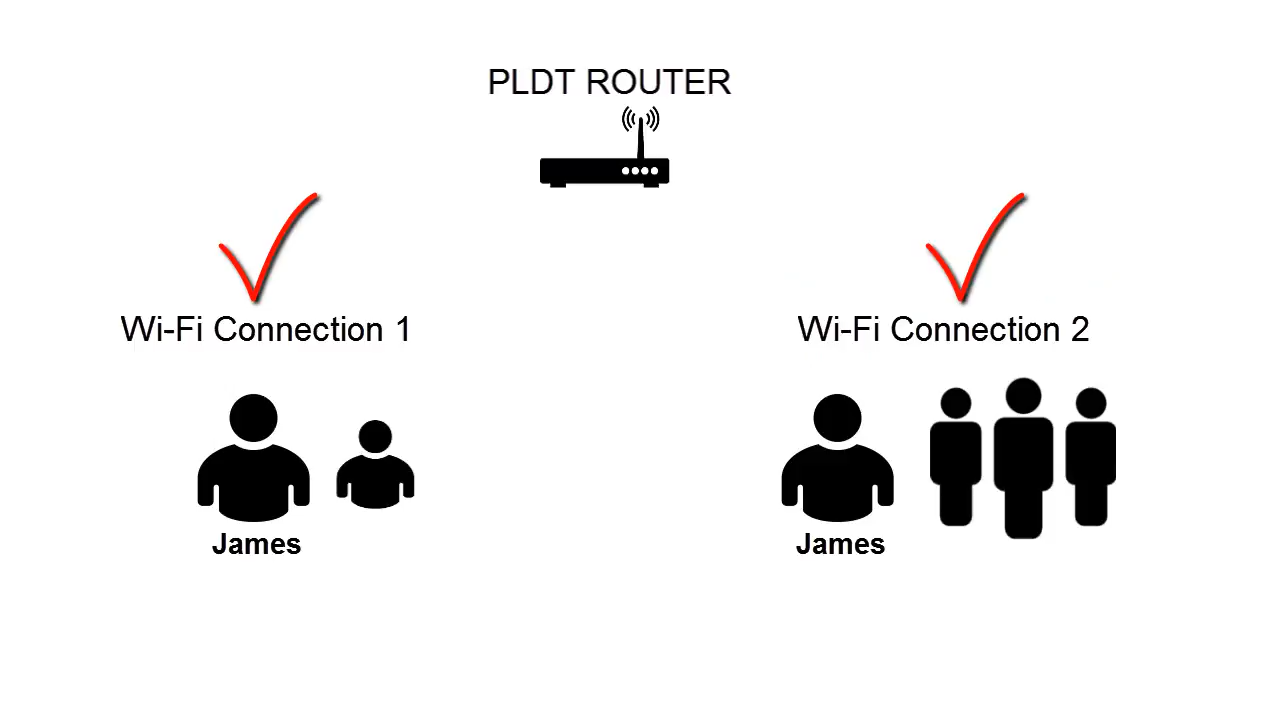 PLDT ROUTER
Wi-Fi Connection 1
Wi-Fi Connection 2
James
James